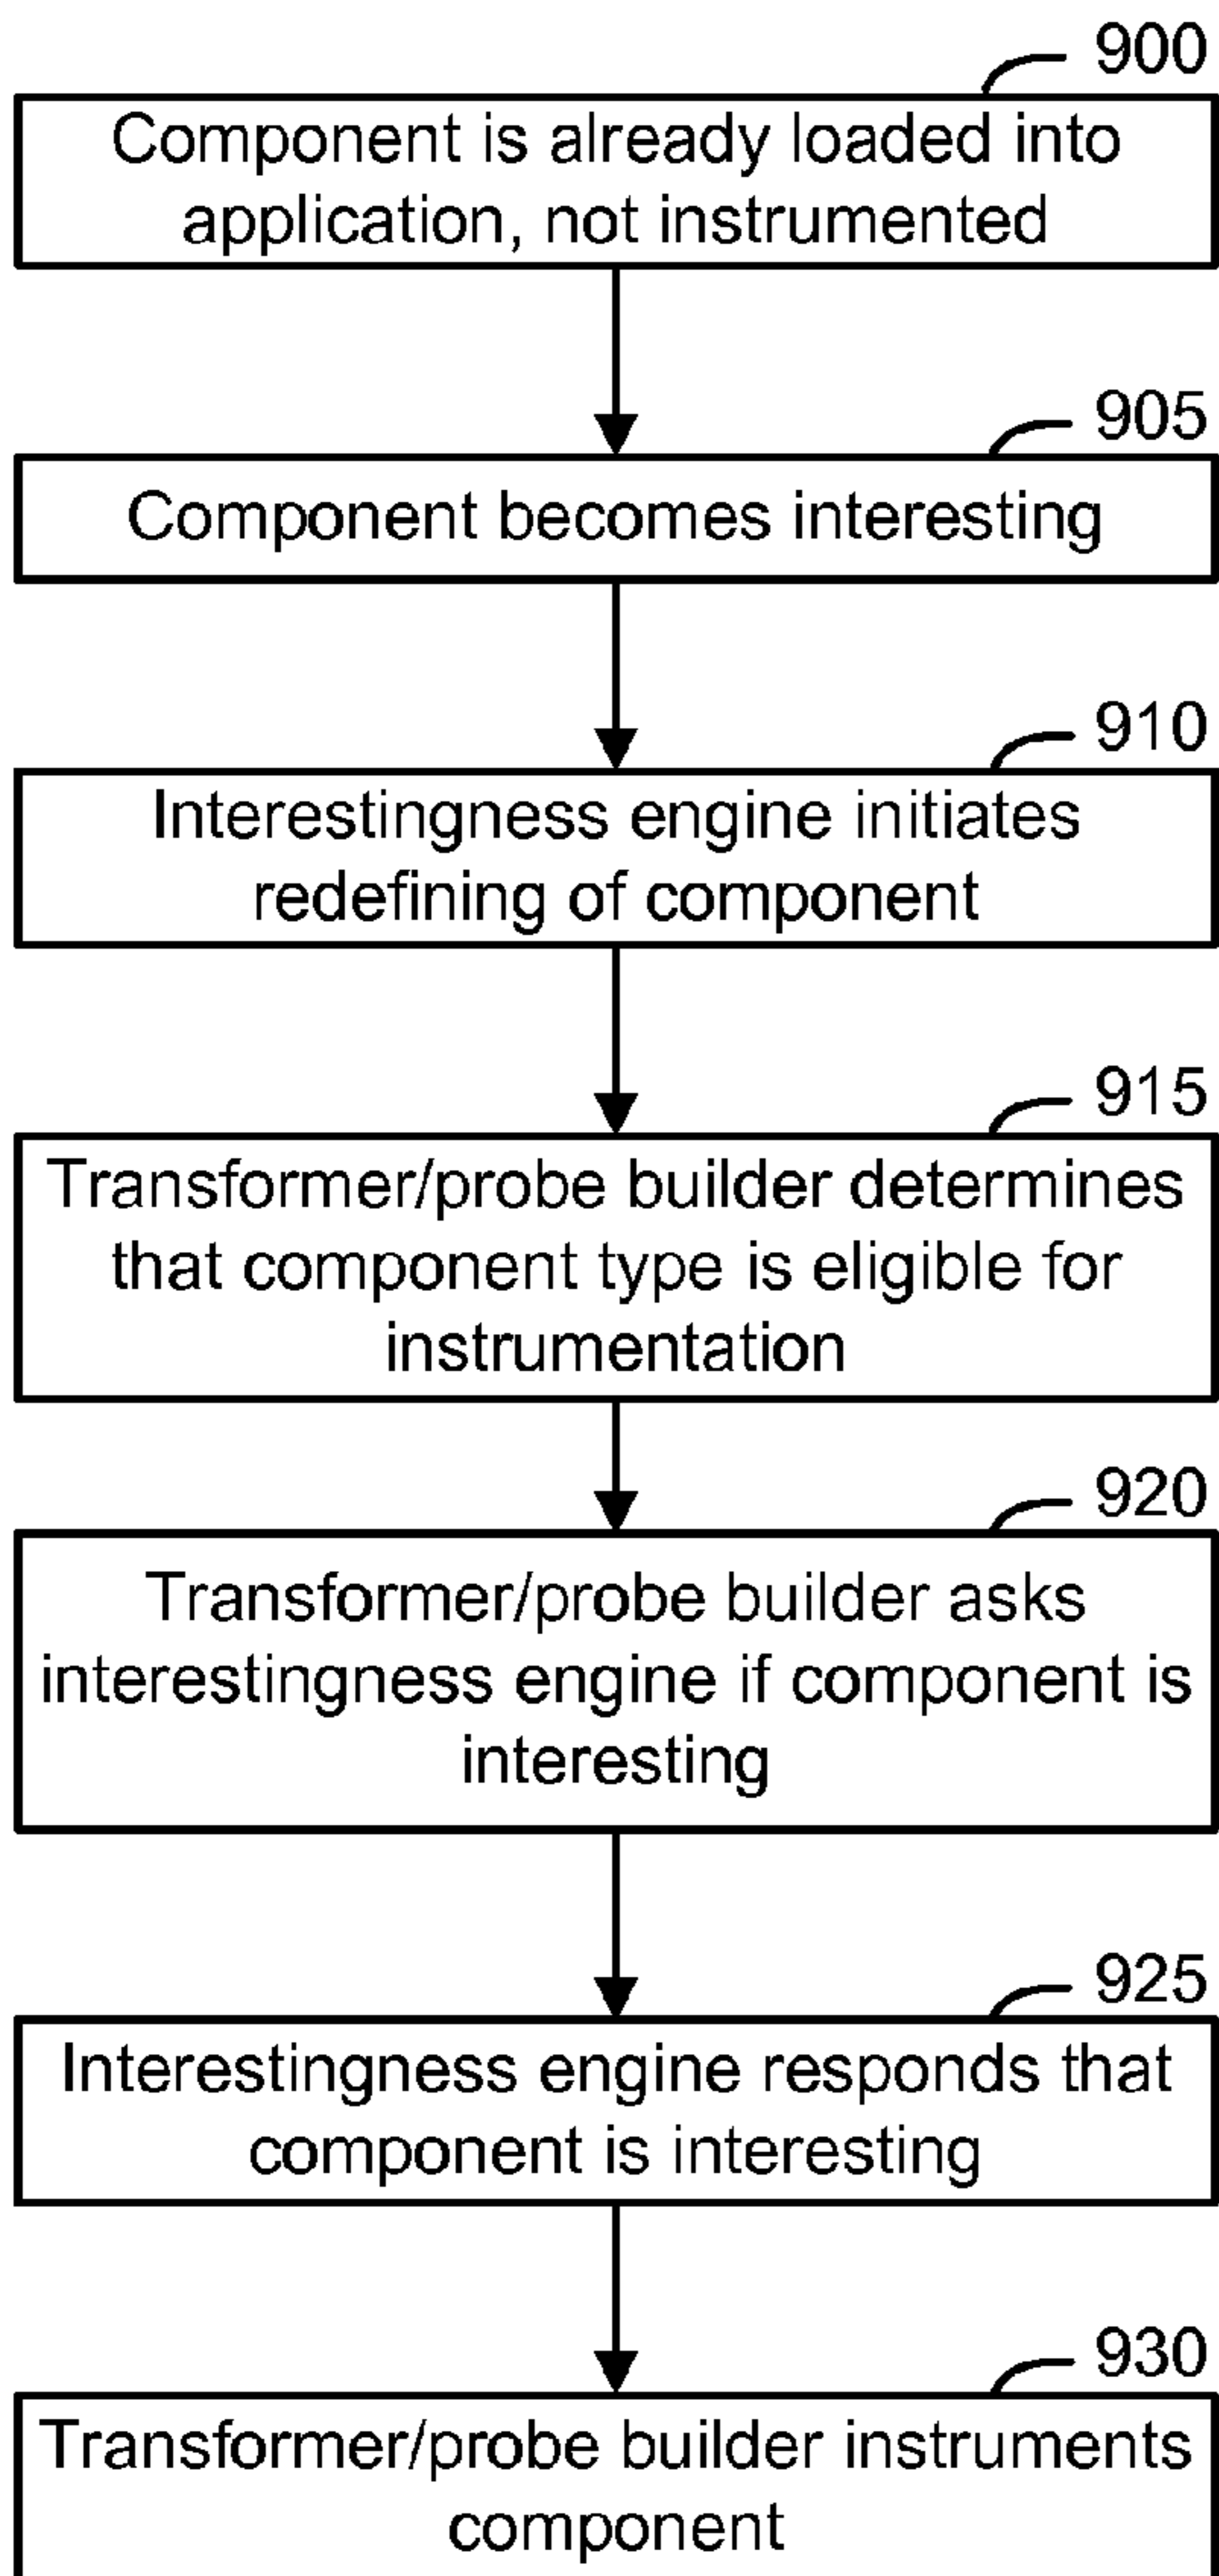 900
Component is already loaded into
application, not instrumented
905
Component becomes interesting
910
Interestingness engine initiates
redefining of component
915
Transformer/probe builder determines
that component type is eligible for
instrumentation
920
Transformer/probe builder asks
interestingness engine if component is
interesting
925
Interestingness engine responds that
component is interesting
930
Transformer/probe builder instruments
component